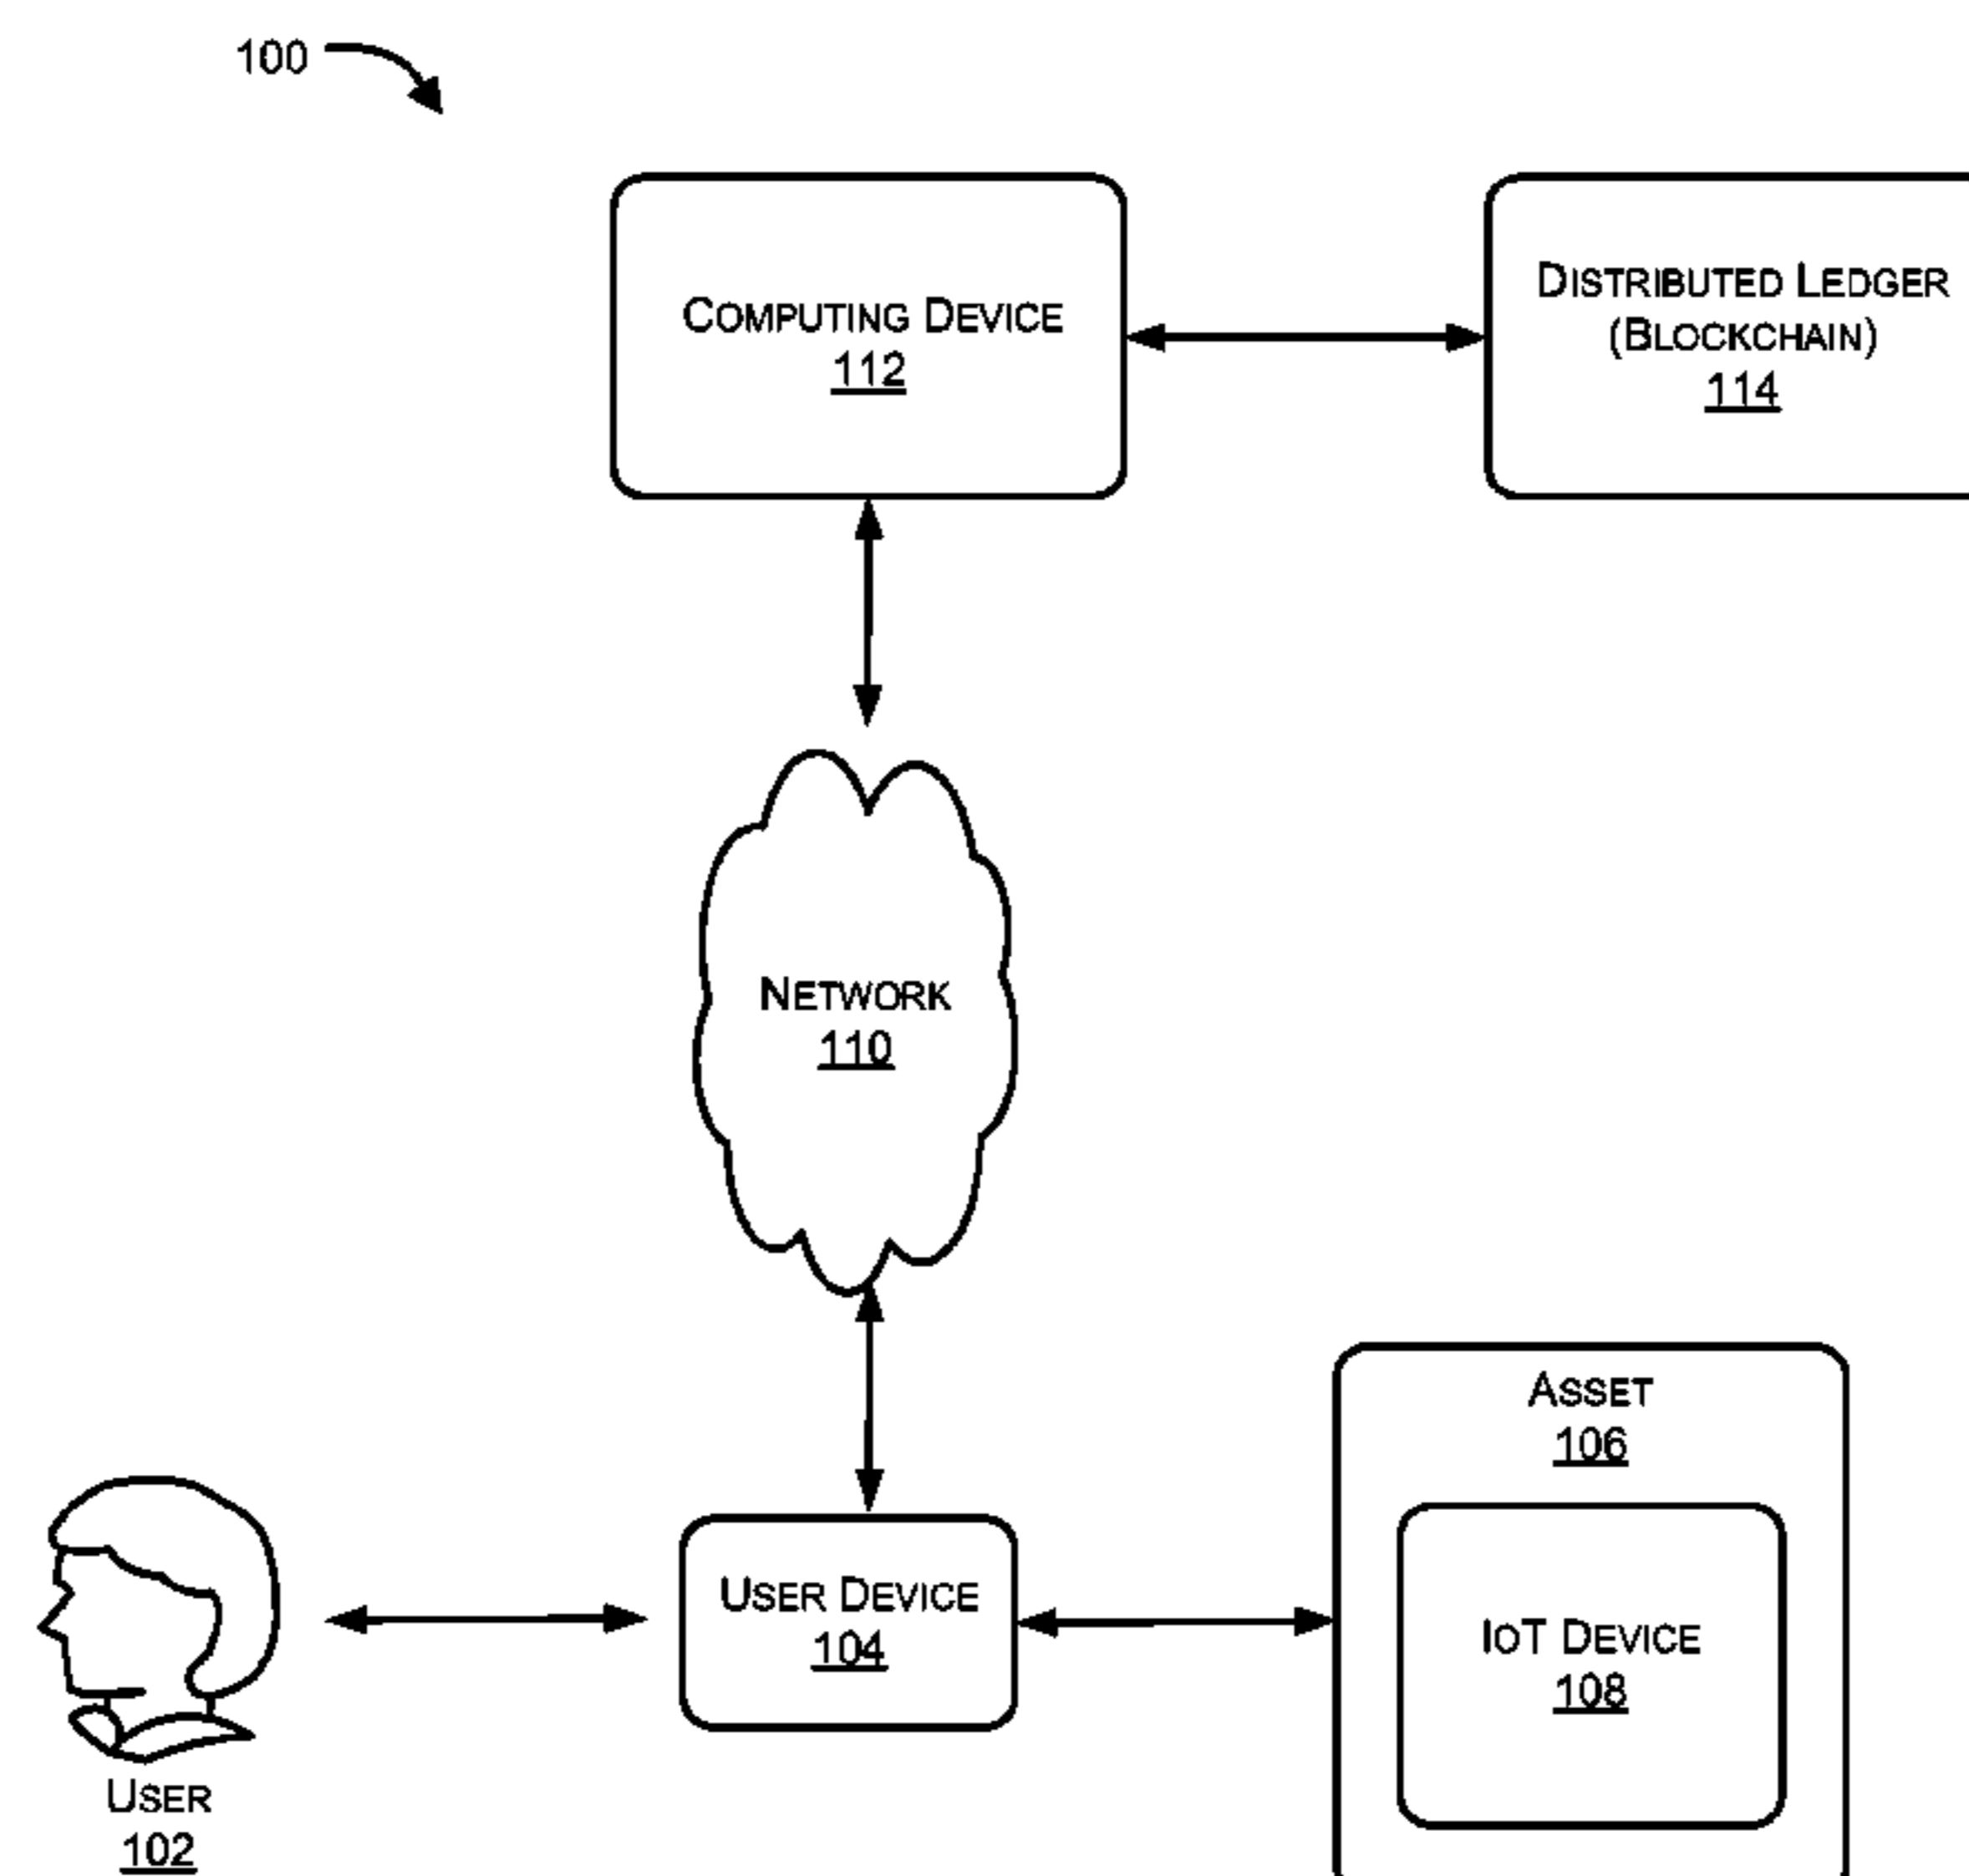 100
COMPUTING DEVICE
112
DISTRIBUTED LEDGER
(BLOCKCHAIN)
114
NETWORK
110
ASSET
106
USER DEVICE
104
IOT DEVICE
108
USER
102